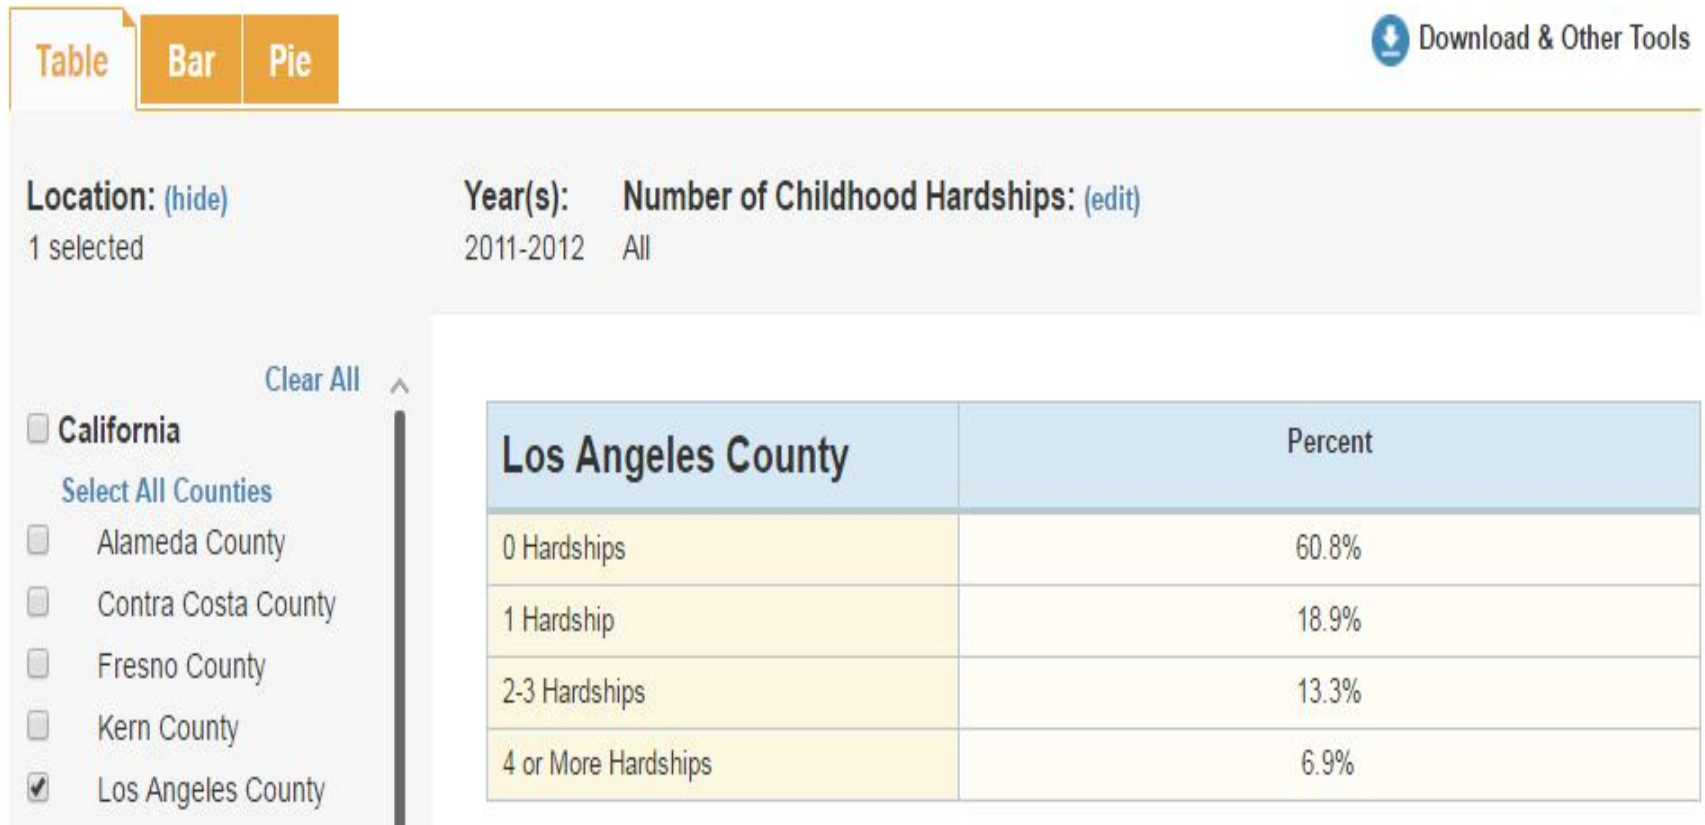 Table Bar Pie
Download & Other Tools
Location: (hide)
1 selected
Year(s):
2011-2012
Number of Childhood Hardships: (edit)
All
Clear All
California
Select All Counties
Alameda County
Contra Costa County
Fresno County
Kern County
Los Angeles County
Los Angeles County Percent
0 Hardships 60.8%
1 Hardship 18.9%
2-3 Hardships 13.3%
4 or More Hardships 6.9%